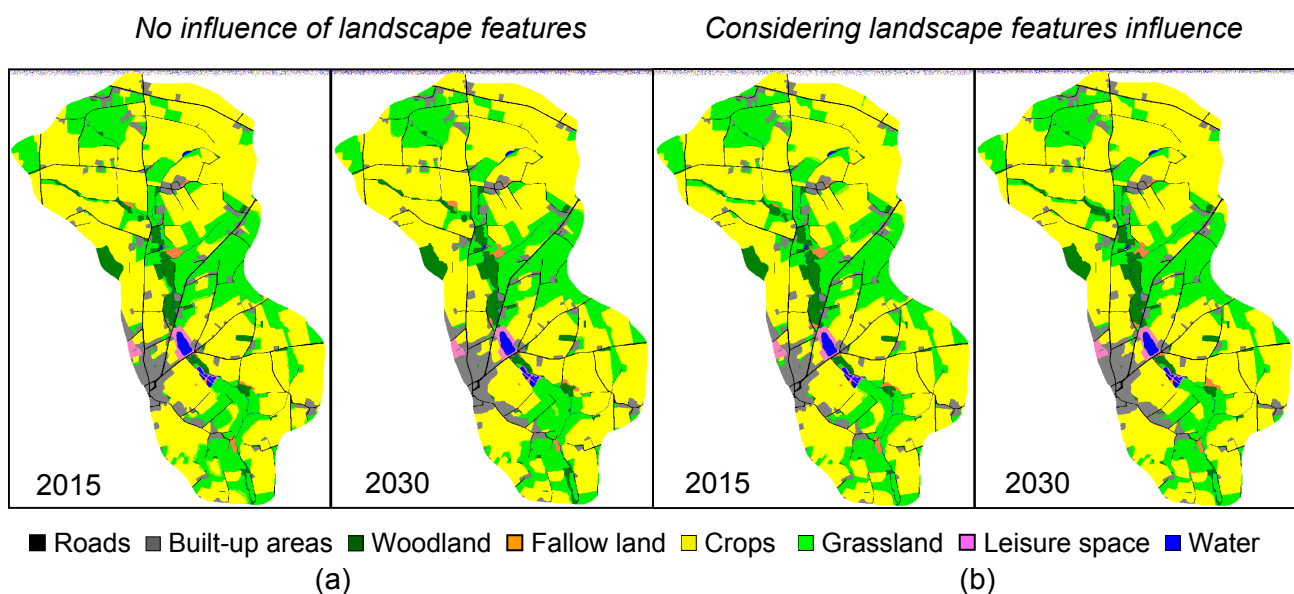 No influence of landscape features
Considering landscape features influence
2015
2030
2015
2030
Roads Built-up areas Woodland Fallow land Crops Grassland Leisure space Water
(a)
(b)